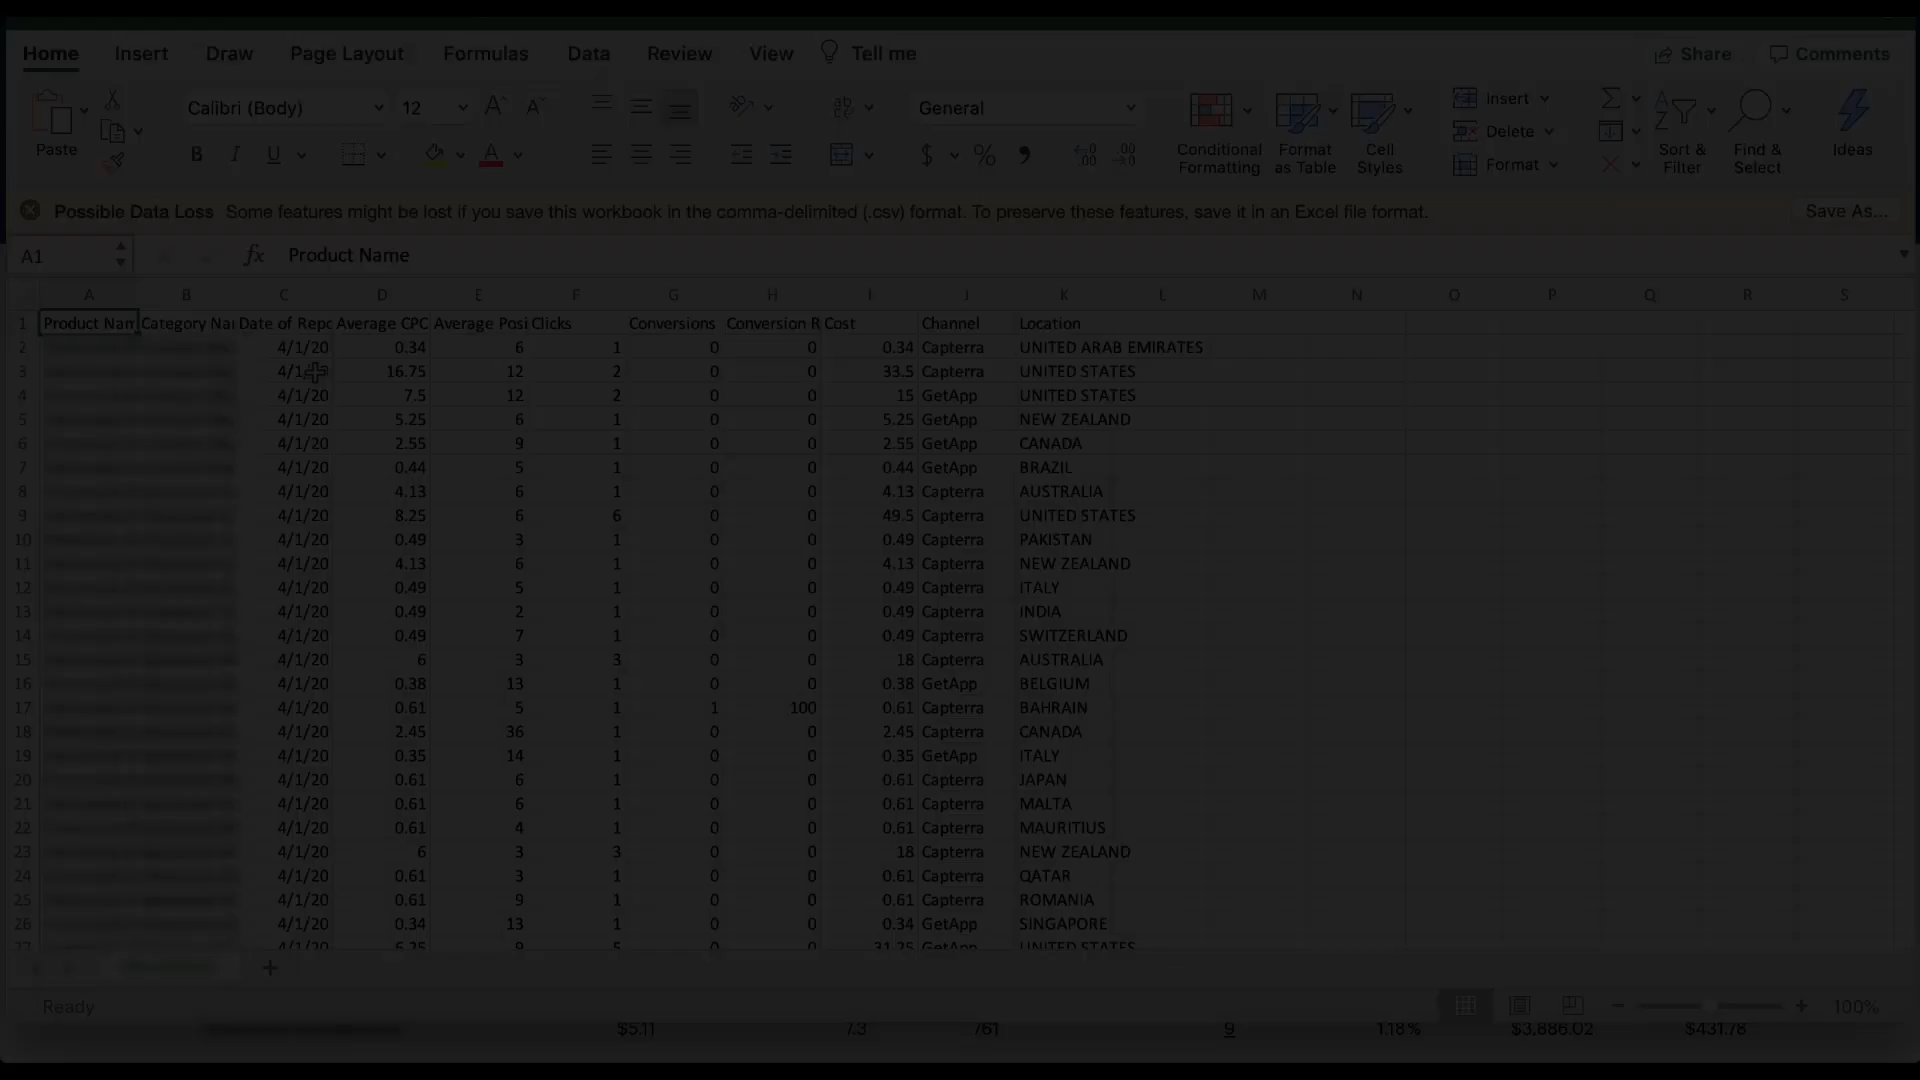 Home Insert Draw Page Layout Formulas Data Review View Tell me Share Comments
Calibri (Body) 12 General Insert
Paste Delete
B I U $ % Conditional Formatting Format as Table Cell Styles Format Sort & Filter Find & Select Ideas
Possible Data Loss Some features might be lost if you save this workbook in the comma-delimited (.csv) format. To preserve these features, save it in an Excel file format. Save As...
A1 fx Product Name
A B C D E F G H I J K L M N O P Q R S
1 Product Nam Category Nai Date of Repo Average CPC Average Posi Clicks Conversions Conversion R Cost Channel Location
2 4/1/20 0.34 6 1 0 0 0.34 Capterra UNITED ARAB EMIRATES
3 4/1 16.75 12 2 0 0 33.5 Capterra UNITED STATES
4 4/1/20 7.5 12 2 0 0 15 GetApp UNITED STATES
5 4/1/20 5.25 6 1 0 0 5.25 GetApp NEW ZEALAND
6 4/1/20 2.55 9 1 0 0 2.55 GetApp CANADA
7 4/1/20 0.44 5 1 0 0 0.44 GetApp BRAZIL
8 4/1/20 4.13 6 1 0 0 4.13 Capterra AUSTRALIA
9 4/1/20 8.25 6 6 0 0 49.5 Capterra UNITED STATES
10 4/1/20 0.49 3 1 0 0 0.49 Capterra PAKISTAN
11 4/1/20 4.13 6 1 0 0 4.13 Capterra NEW ZEALAND
12 4/1/20 0.49 5 1 0 0 0.49 Capterra ITALY
13 4/1/20 0.49 2 1 0 0 0.49 Capterra INDIA
14 4/1/20 0.49 7 1 0 0 0.49 Capterra SWITZERLAND
15 4/1/20 6 3 3 0 0 18 Capterra AUSTRALIA
16 4/1/20 0.38 13 1 0 0 0.38 GetApp BELGIUM
17 4/1/20 0.61 5 1 1 100 0.61 Capterra BAHRAIN
18 4/1/20 2.45 36 1 0 0 2.45 Capterra CANADA
19 4/1/20 0.35 14 1 0 0 0.35 GetApp ITALY
20 4/1/20 0.61 6 1 0 0 0.61 Capterra JAPAN
21 4/1/20 0.61 6 1 0 0 0.61 Capterra MALTA
22 4/1/20 0.61 4 1 0 0 0.61 Capterra MAURITIUS
23 4/1/20 6 3 3 0 0 18 Capterra NEW ZEALAND
24 4/1/20 0.61 3 1 0 0 0.61 Capterra QATAR
25 4/1/20 0.61 9 1 0 0 0.61 Capterra ROMANIA
26 4/1/20 0.34 13 1 0 0 0.34 GetApp SINGAPORE
27 4/1/20 6.25 9 5 0 0 31.25 GetApp UNITED STATES
Ready 100%
$5.11 7.3 761 9 1.18% $3,886.02 $431.78